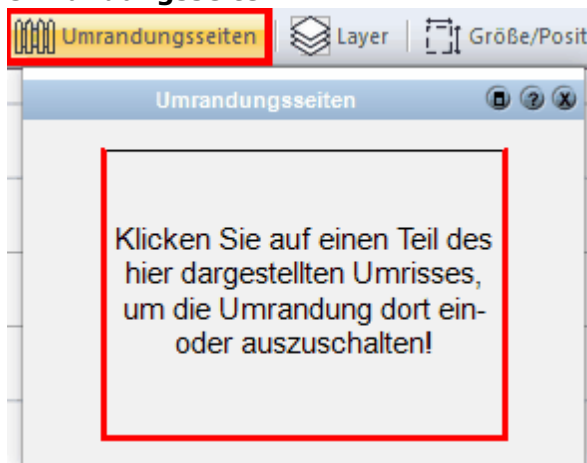 Umrandungsseiten Layer Größe/Posit
Umrandungsseiten
Klicken Sie auf einen Teil des
hier dargestellten Umrisses,
um die Umrandung dort ein-
oder auszuschalten!